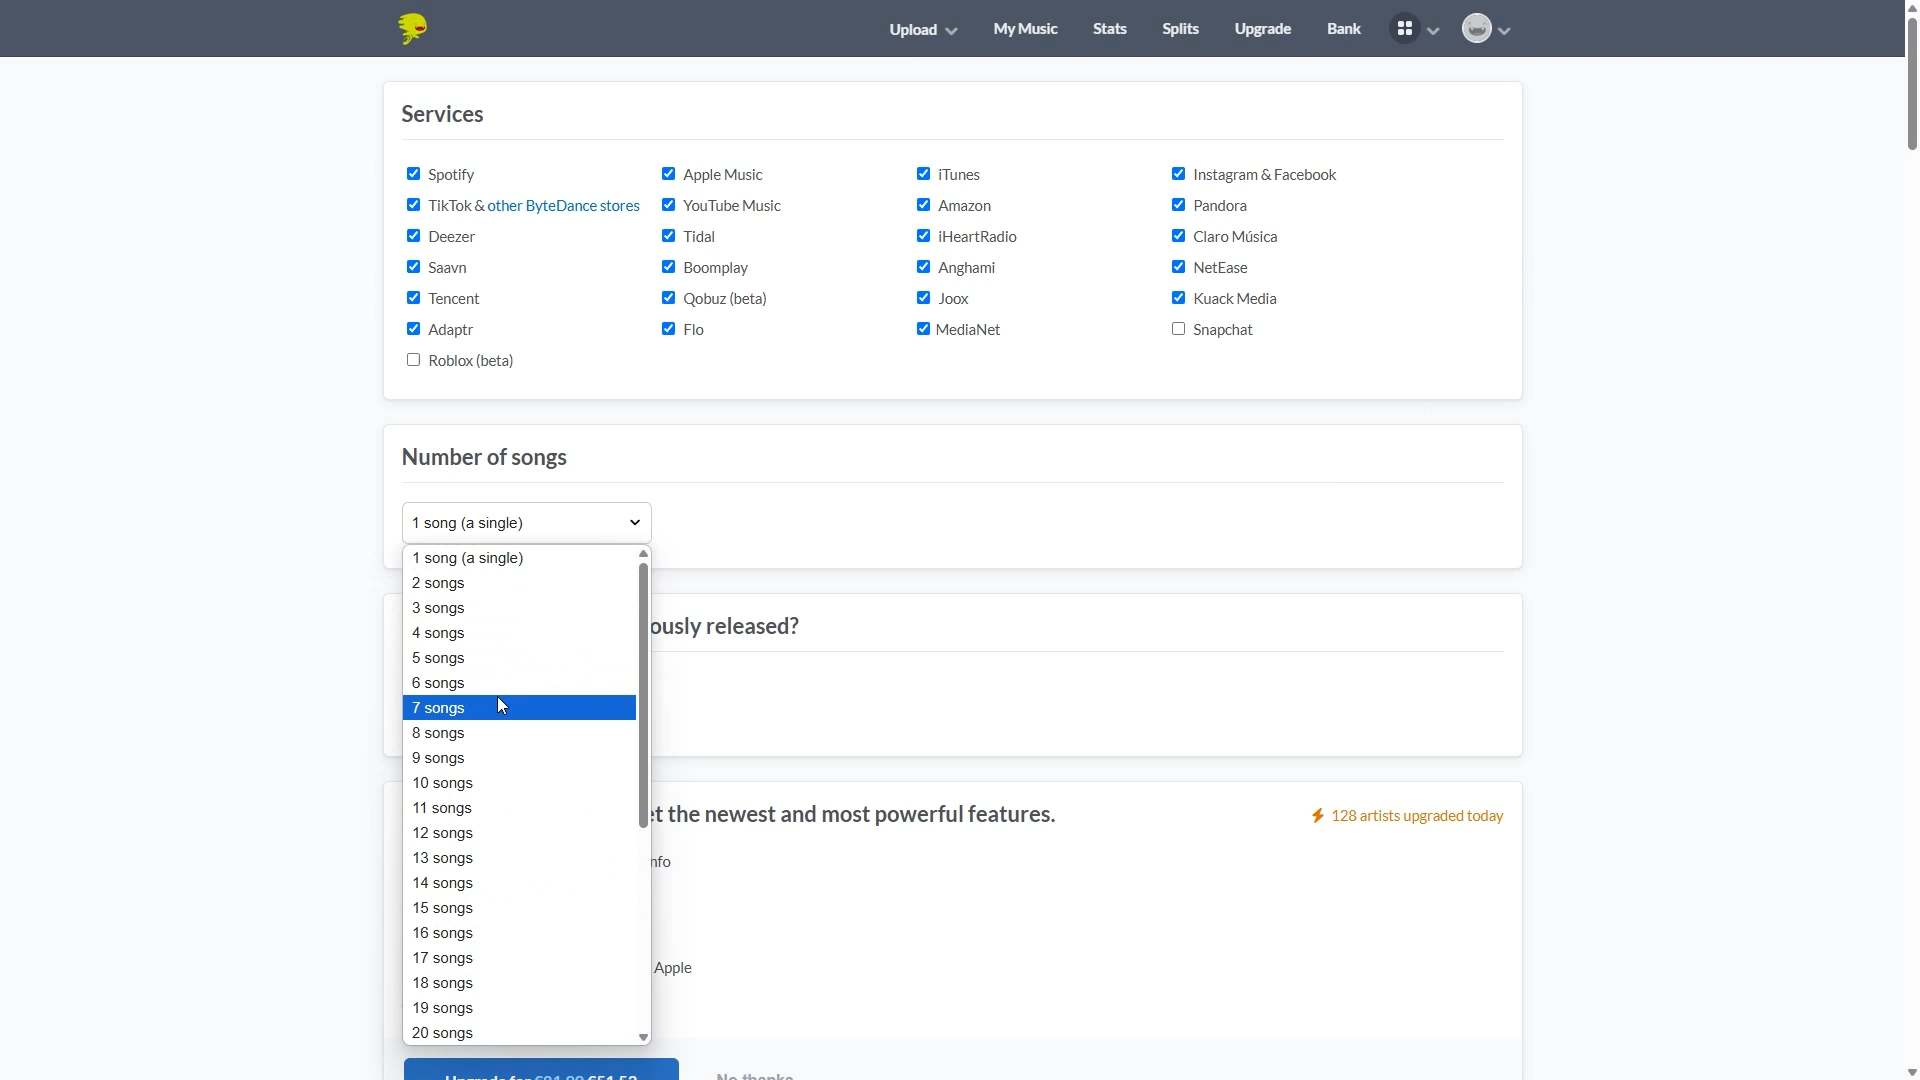 Upload
My Music
Stats
Splits
Upgrade
Bank
Services
Spotify
Apple Music
iTunes
Instagram & Facebook
TikTok & other ByteDance stores
YouTube Music
Amazon
Pandora
Deezer
Tidal
iHeartRadio
Claro Música
Saavn
Boomplay
Anghami
NetEase
Tencent
Qobuz (beta)
Joox
Kuack Media
Adaptr
Flo
MediaNet
Snapchat
Roblox (beta)
Number of songs
1 song (a single)
1 song (a single)
2 songs
3 songs
4 songs
5 songs
6 songs
7 songs
8 songs
9 songs
10 songs
11 songs
12 songs
13 songs
14 songs
15 songs
16 songs
17 songs
18 songs
19 songs
20 songs
ously released?
et the newest and most powerful features.
128 artists upgraded today
nfo
Apple
Upgrade for
No thanks